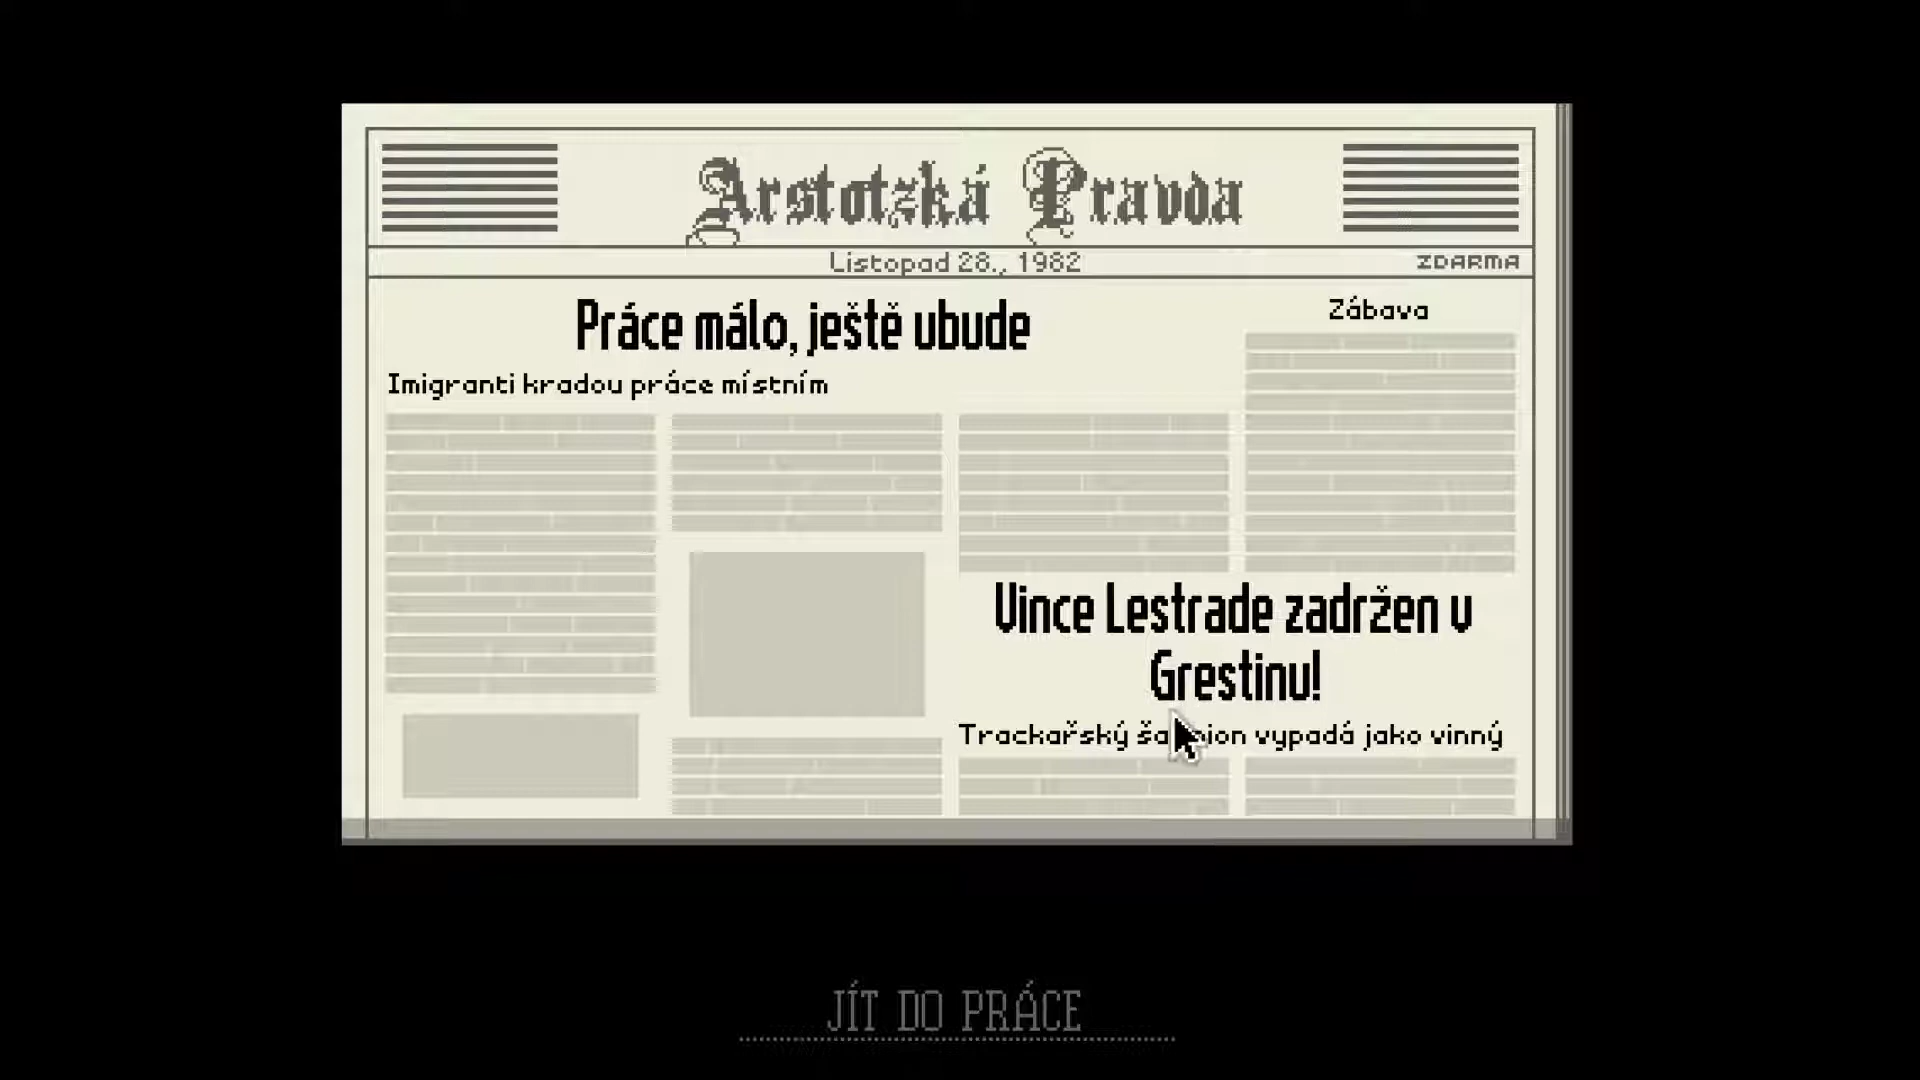 Arstotzká Pravda
Listopad 28., 1982
ZDARMA
Práce málo, ještě ubude
Imigranti kradou práce místním
Zábava
Vince Lestrade zadržen v
Grestinu!
Trackařský vypadá jako vinný
JÍT DO PRÁCE